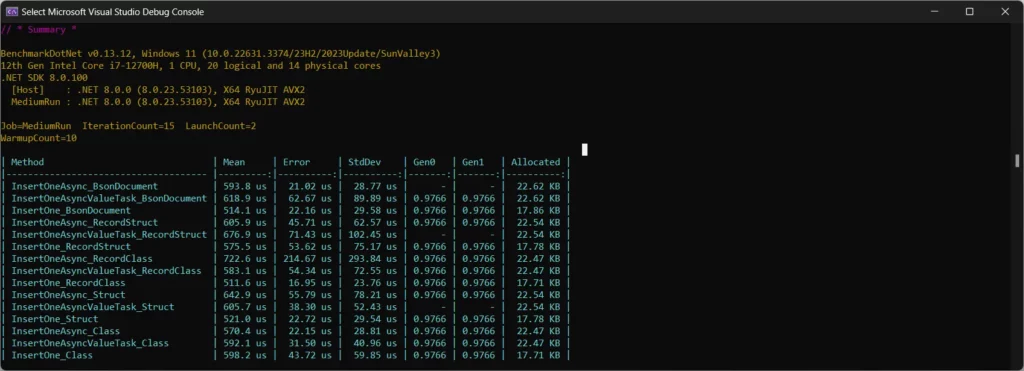 Select Microsoft Visual Studio Debug Console
// * Summary *
BenchmarkDotNet v0.13.12, Windows 11 (10.0.22631.3374/23H2/2023Update/SunValley3)
12th Gen Intel Core i7-12700H, 1 CPU, 20 logical and 14 physical cores
.NET SDK 8.0.100
[Host]     : .NET 8.0.0 (8.0.23.53103), X64 RyuJIT AVX2
MediumRun : .NET 8.0.0 (8.0.23.53103), X64 RyuJIT AVX2
Job=MediumRun  IterationCount=15  LaunchCount=2
WarmupCount=10
| Method | Mean | Error | StdDev | Gen0 | Gen1 | Allocated |
|---------------------------------- |---------:|----------:|----------:|-------:|-------:|----------:|
| InsertOneAsync_BsonDocument | 593.8 us | 21.02 us | 28.77 us | - | - | 22.62 KB |
| InsertOneAsyncValueTask_BsonDocument | 618.9 us | 62.67 us | 89.89 us | 0.9766 | 0.9766 | 22.62 KB |
| InsertOne_BsonDocument | 514.1 us | 22.16 us | 29.58 us | 0.9766 | 0.9766 | 17.86 KB |
| InsertOneAsync_RecordStruct | 605.9 us | 45.71 us | 62.57 us | 0.9766 | 0.9766 | 22.54 KB |
| InsertOneAsyncValueTask_RecordStruct | 676.9 us | 71.43 us | 102.45 us | - | - | 22.54 KB |
| InsertOne_RecordStruct | 575.5 us | 53.62 us | 75.17 us | 0.9766 | 0.9766 | 17.78 KB |
| InsertOneAsync_RecordClass | 722.6 us | 214.67 us | 293.84 us | 0.9766 | 0.9766 | 22.47 KB |
| InsertOneAsyncValueTask_RecordClass | 583.1 us | 54.34 us | 72.55 us | 0.9766 | 0.9766 | 22.47 KB |
| InsertOne_RecordClass | 511.6 us | 16.95 us | 23.76 us | 0.9766 | 0.9766 | 17.71 KB |
| InsertOneAsync_Struct | 642.9 us | 55.79 us | 78.21 us | 0.9766 | 0.9766 | 22.54 KB |
| InsertOneAsyncValueTask_Struct | 605.7 us | 38.30 us | 52.43 us | - | - | 22.54 KB |
| InsertOne_Struct | 521.0 us | 22.72 us | 29.54 us | 0.9766 | 0.9766 | 17.78 KB |
| InsertOneAsync_Class | 570.4 us | 22.15 us | 28.81 us | 0.9766 | 0.9766 | 22.47 KB |
| InsertOneAsyncValueTask_Class | 592.1 us | 31.50 us | 40.96 us | 0.9766 | 0.9766 | 22.47 KB |
| InsertOne_Class | 598.2 us | 43.72 us | 59.85 us | 0.9766 | 0.9766 | 17.71 KB |